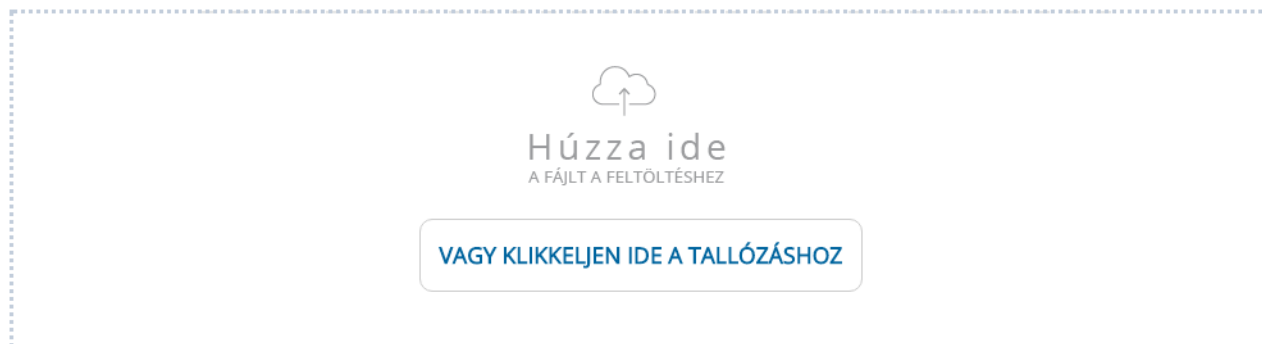 Húzza ide
A FÁJLT A FELTÖLTÉSHEZ
VAGY KLIKKELJEN IDE A TALLÓZÁSHOZ